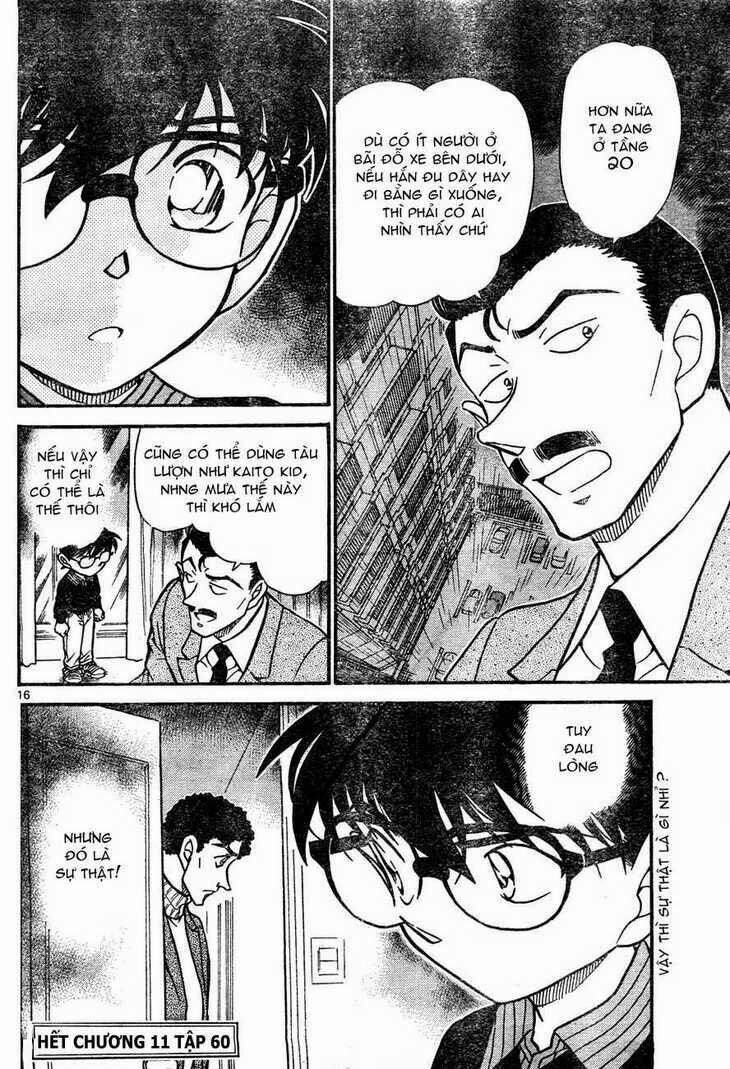 HƠN NỮA
TA ĐANG
Ở TẦNG
20
DÙ CÓ ÍT NGƯỜI Ở
BÃI ĐỖ XE BÊN DƯỚI,
NẾU HẮN ĐU DÂY HAY
ĐI BẰNG GÌ XUỐNG,
THÌ PHẢI CÓ AI
NHÌN THẤY CHỨ
CŨNG CÓ THỂ DÙNG TÀU
LƯỢN NHƯ KAITO KID,
NHNG MƯA THẾ NÀY
THÌ KHÓ LẮM
NẾU VẬY
THÌ CHỈ
CÓ THỂ LÀ
THẾ THÔI
16
TUY
ĐAU
LÒNG
NHƯNG
ĐÓ LÀ
SỰ THẬT!
VẬY THÌ SỰ THẬT LÀ GÌ NHỈ?
HẾT CHƯƠNG 11 TẬP 60